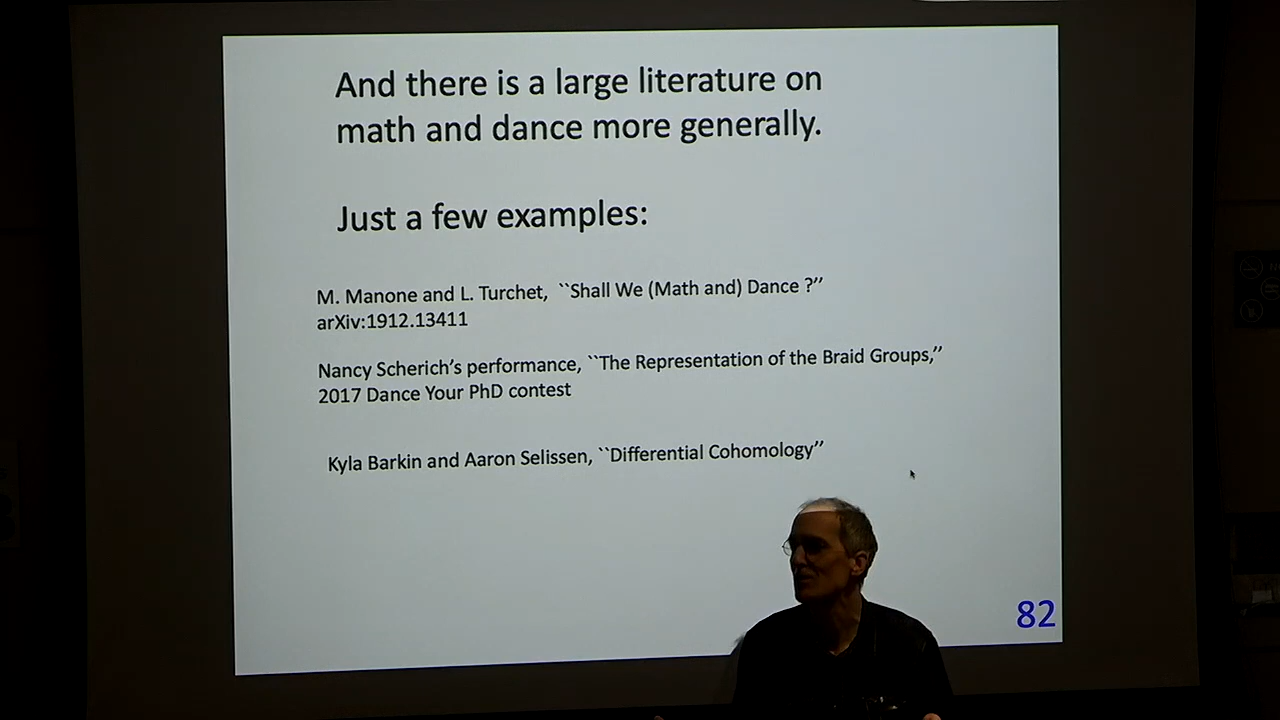 And there is a large literature on
math and dance more generally.
Just a few examples:
M. Manone and L. Turchet, ``Shall We (Math and) Dance ?”
arXiv:1912.13411
Nancy Scherich’s performance, ``The Representation of the Braid Groups,”
2017 Dance Your PhD contest
Kyla Barkin and Aaron Selissen, ``Differential Cohomology”
82